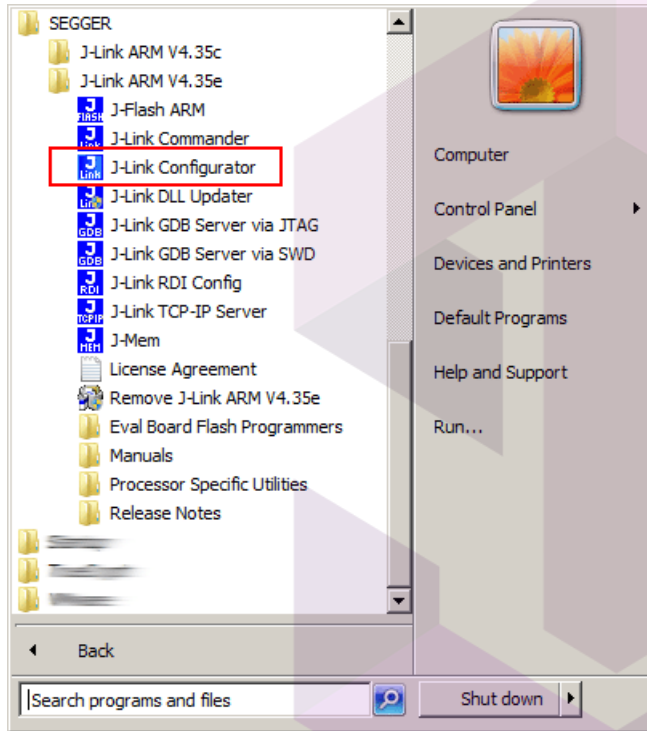 SEGGER
J-Link ARM V4.35c
J-Link ARM V4.35e
J-Flash ARM
J-Link Commander
J-Link Configurator
J-Link DLL Updater
J-Link GDB Server via JTAG
J-Link GDB Server via SWD
J-Link RDI Config
J-Link TCP-IP Server
J-Mem
License Agreement
Remove J-Link ARM V4.35e
Eval Board Flash Programmers
Manuals
Processor Specific Utilities
Release Notes
Back
Search programs and files
Computer
Control Panel
Devices and Printers
Default Programs
Help and Support
Run...
Shut down